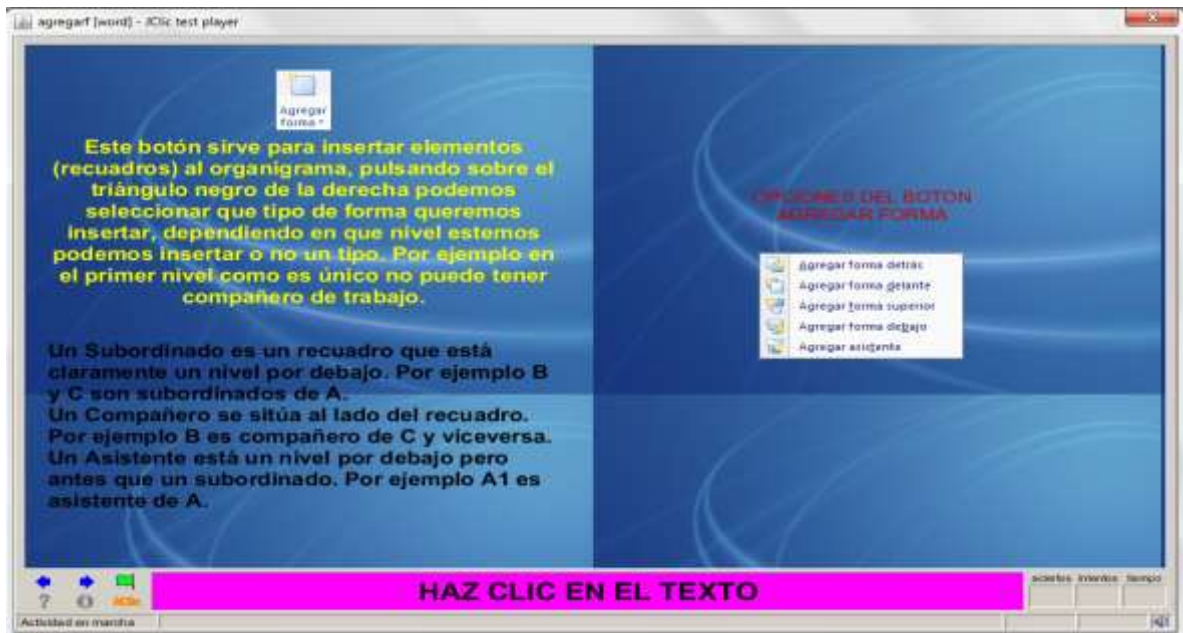 agregarf (word) - JClic test player
Agregar
forma
Este botón sirve para insertar elementos
(recuadros) al organigrama, pulsando sobre el
triángulo negro de la derecha podemos
seleccionar que tipo de forma queremos
insertar, dependiendo en que nivel estemos
podemos insertar o no un tipo. Por ejemplo en
el primer nivel como es único no puede tener
compañero de trabajo.
Un Subordinado es un recuadro que está
claramente un nivel por debajo. Por ejemplo B
y C son subordinados de A.
Un Compañero se sitúa al lado del recuadro.
Por ejemplo B es compañero de C y viceversa.
Un Asistente está un nivel por debajo pero
antes que un subordinado. Por ejemplo A1 es
asistente de A.
OPCIONES DEL BOTON
AGREGAR FORMA
Agregar forma detrás
Agregar forma delante
Agregar forma superior
Agregar forma debajo
Agregar asistente
HAZ CLIC EN EL TEXTO
aciertos intentos tiempo
Actividad en marcha